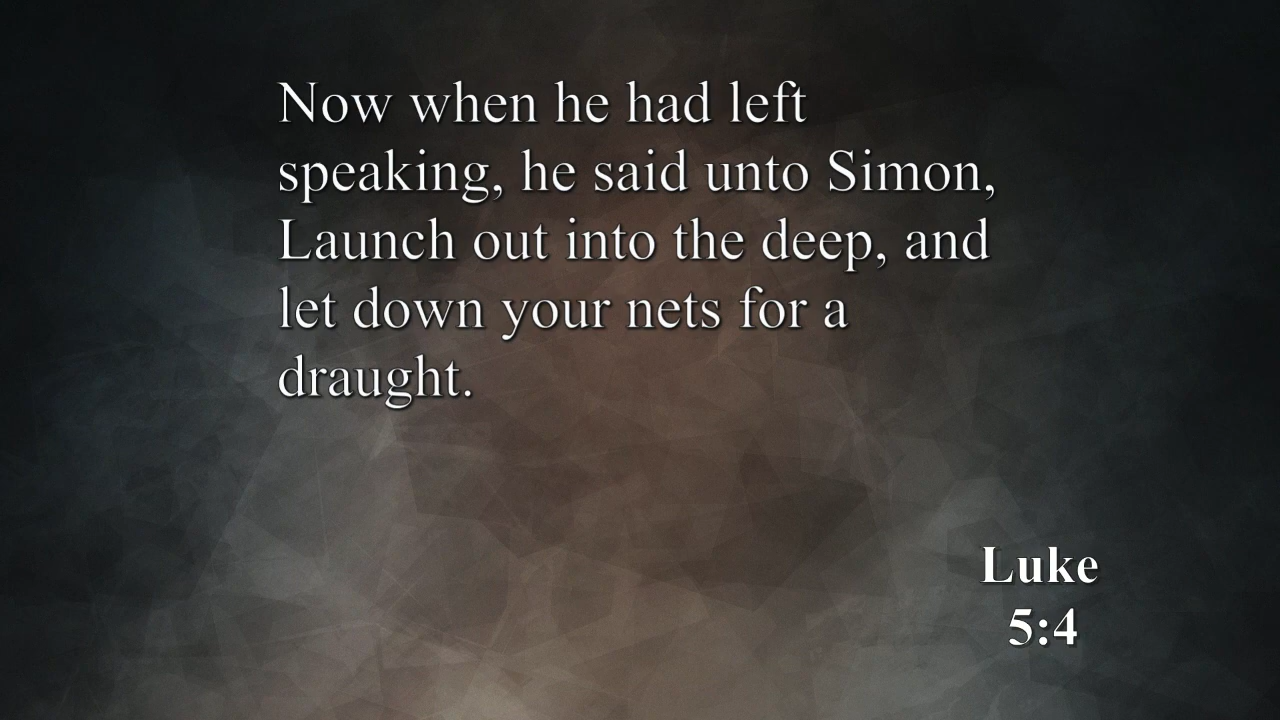 Now when he had left
speaking, he said unto Simon,
Launch out into the deep, and
let down your nets for a
draught.
Luke
5:4